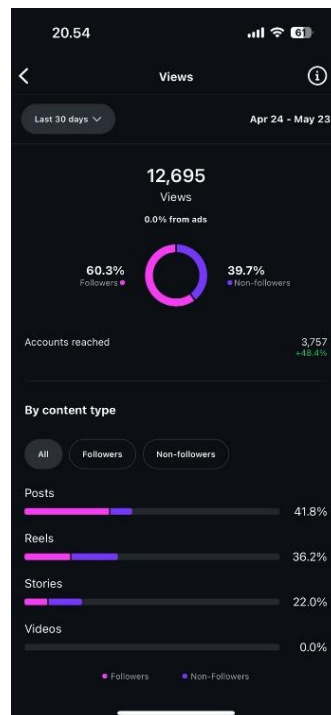 20.54
61
Views
Last 30 days
Apr 24 - May 23
12,695
Views
0.0% from ads
60.3%
Followers
39.7%
Non-followers
Accounts reached
3,757
+48.4%
By content type
All
Followers
Non-followers
Posts
41.8%
Reels
36.2%
Stories
22.0%
Videos
0.0%
Followers
Non-Followers